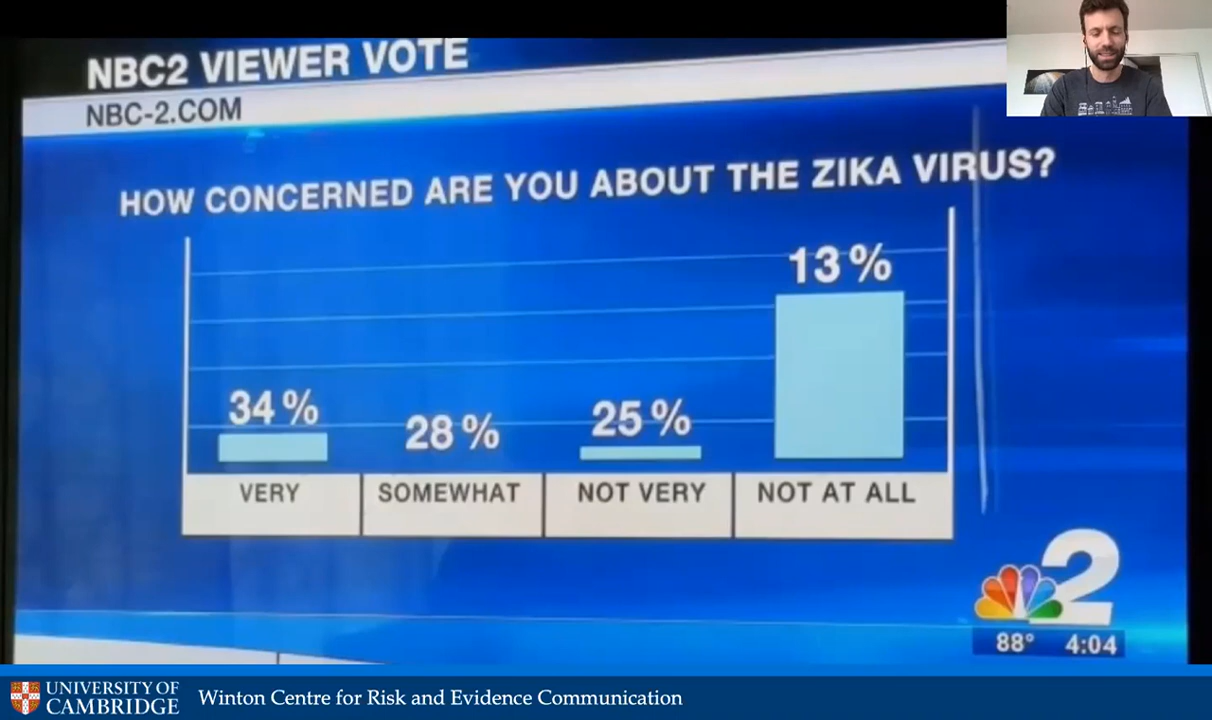 NBC2 VIEWER VOTE
NBC-2.COM
HOW CONCERNED ARE YOU ABOUT THE ZIKA VIRUS?
34% 28% 25% 13%
VERY SOMEWHAT NOT VERY NOT AT ALL
2
88° 4:04
UNIVERSITY OF
CAMBRIDGE
Winton Centre for Risk and Evidence Communication